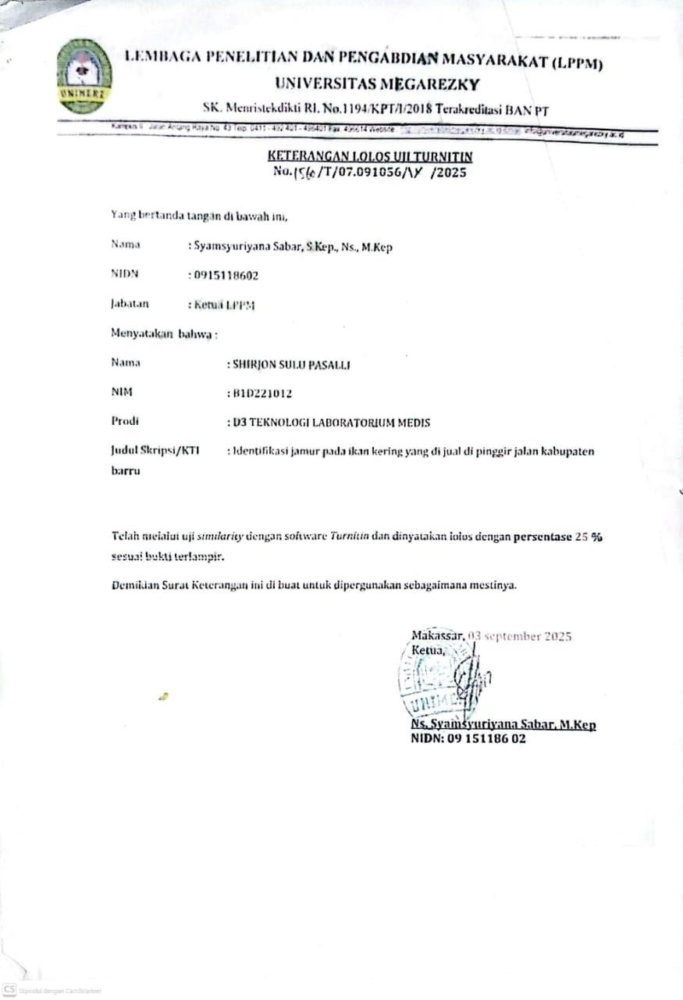 LEMBAGA PENELITIAN DAN PENGABDIAN MASYARAKAT (LPPM)
UNIVERSITAS MEGAREZKY
SK. Menristekdikti RI. No.1194/KPT/I/2018 Terakreditasi BAN PT
Kampus II : Jalan Antang Raya No. 43 Telp. 0411 - 492 401 - 496401 Fax. 496614 Website info@universitasmegarezky.ac.id
UNIMERZ
KETERANGAN LOLOS UJI TURNITIN
No. /T/07.091056/ /2025
Yang bertanda tangan di bawah ini,
Nama : Syamsyuriyana Sabar, S.Kep., Ns., M.Kep
NIDN : 0915118602
Jabatan : Ketua LPPM
Menyatakan bahwa :
Nama : SHIRJON SULU PASALLI
NIM : B1D221012
Prodi : D3 TEKNOLOGI LABORATORIUM MEDIS
Judul Skripsi/KTI : Identifikasi jamur pada ikan kering yang di jual di pinggir jalan kabupaten
barru
Telah melalui uji similarity dengan software Turnitin dan dinyatakan lolos dengan persentase 25 %
sesuai bukti terlampir.
Demikian Surat Keterangan ini di buat untuk dipergunakan sebagaimana mestinya.
Makassar, 03 september 2025
Ketua,
Ns. Syamsyuriyana Sabar, M.Kep
NIDN: 09 151186 02
CS Dipindai dengan CamScanner